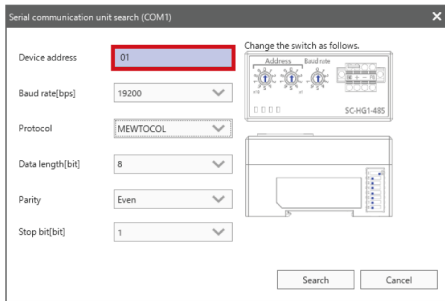 Serial communication unit search (COM1)
Device address
01
Baud rate[bps]
19200
Protocol
MEWTOCOL
Data length[bit]
8
Parity
Even
Stop bit[bit]
1
Change the switch as follows.
Address
Baud rate
SC-HG1-485
Search
Cancel